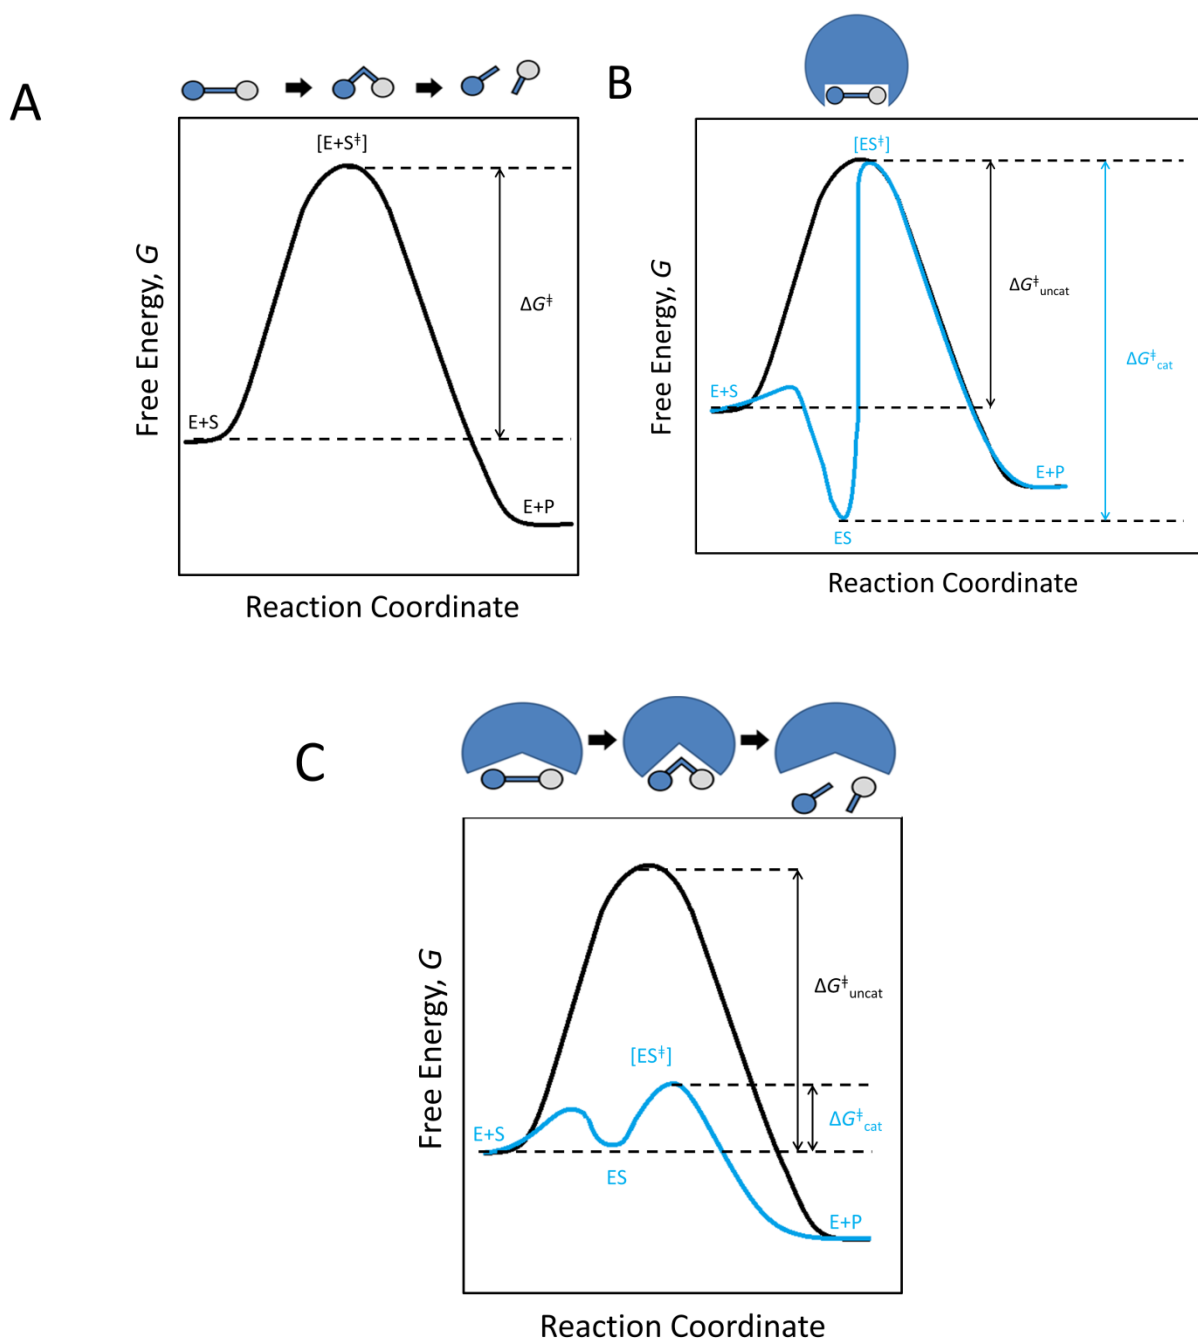 A
[E+S‡]
Free Energy, G
ΔG‡
E+S
E+P
Reaction Coordinate
B
[ES‡]
Free Energy, G
ΔG‡uncat
ΔG‡cat
E+S
E+P
ES
Reaction Coordinate
C
Free Energy, G
ΔG‡uncat
[ES‡]
ΔG‡cat
E+S
ES
E+P
Reaction Coordinate